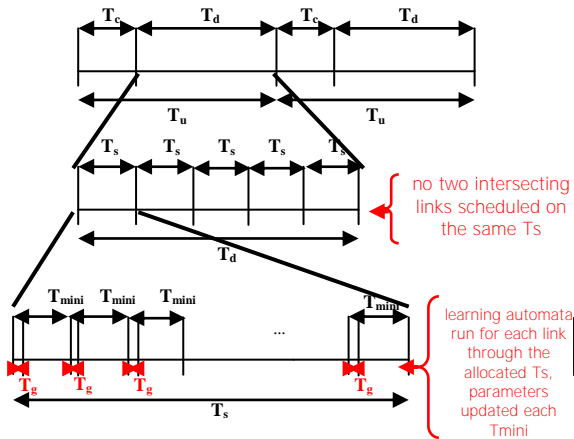 Tc Td Tc Td
Tu Tu
Ts Ts Ts Ts Ts
no two intersecting
links scheduled on
the same Ts
Td
Tmini Tmini Tmini Tmini
...
learning automata
run for each link
through the
allocated Ts,
parameters
updated each
Tmini
Tg Tg Tg Tg
Ts